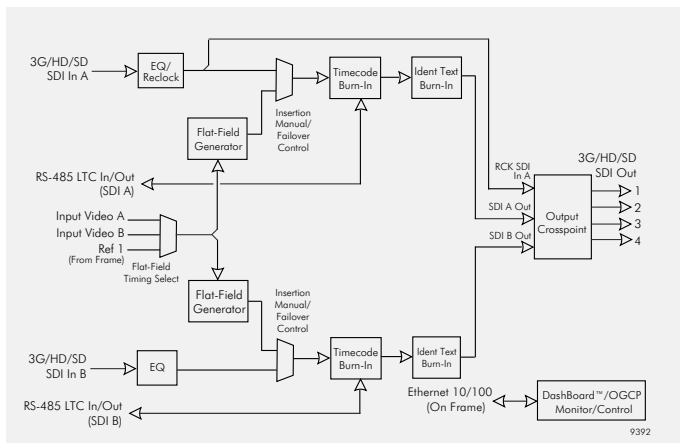 3G/HD/SD
SDI In A
EQ/
Reclock
Timecode
Burn-In
Ident Text
Burn-In
Insertion
Manual/
Failover
Control
Flat-Field
Generator
RS-485 LTC In/Out
(SDI A)
RCK SDI
In A
3G/HD/SD
SDI Out
SDI A Out
SDI B Out
Output
Crosspoint
1
2
3
4
Input Video A
Input Video B
Ref 1
(From Frame)
Flat-Field
Timing Select
Flat-Field
Generator
Insertion
Manual/
Failover
Control
3G/HD/SD
SDI In B
EQ
Timecode
Burn-In
Ident Text
Burn-In
RS-485 LTC In/Out
(SDI B)
Ethernet 10/100
(On Frame)
DashBoard™/OGCP
Monitor/Control
9392